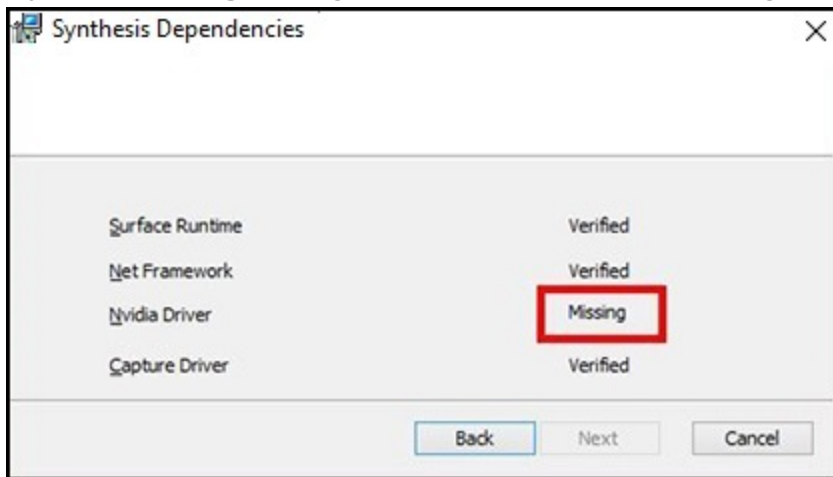 Synthesis Dependencies
Surface Runtime Verified
Net Framework Verified
Nvidia Driver Missing
Capture Driver Verified
Back Next Cancel